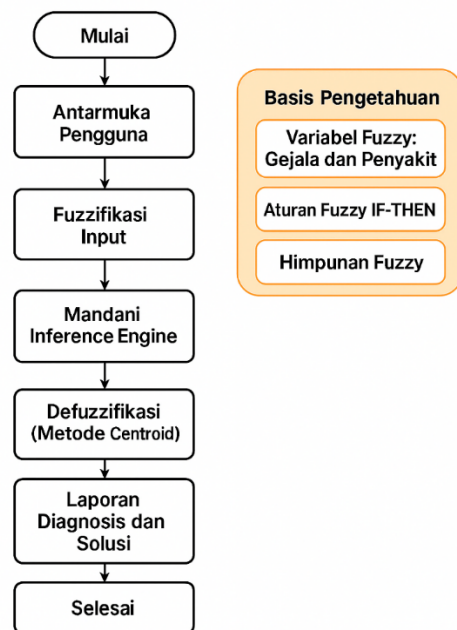 Mulai
Antarmuka
Pengguna
Fuzzifikasi
Input
Mandani
Inference Engine
Defuzzifikasi
(Metode Centroid)
Laporan
Diagnosis dan
Solusi
Selesai
Basis Pengetahuan
Variabel Fuzzy:
Gejala dan Penyakit
Aturan Fuzzy IF-THEN
Himpunan Fuzzy